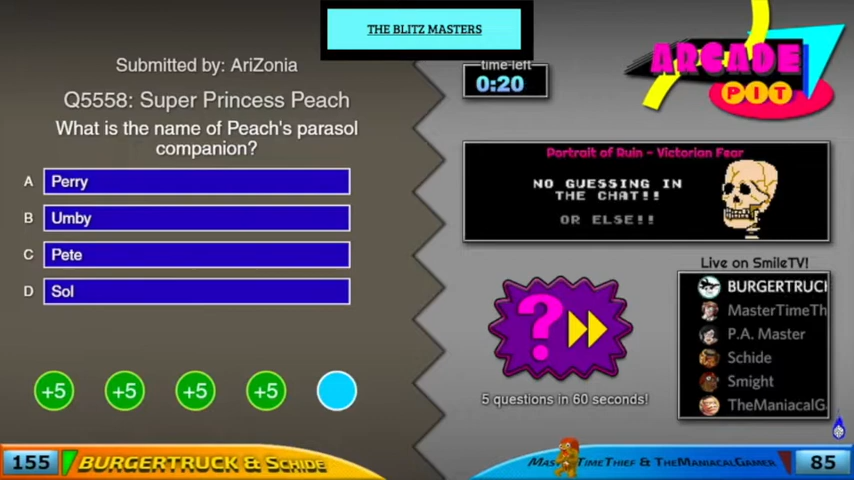 THE BLITZ MASTERS
Submitted by: AriZonia
Q5558: Super Princess Peach
What is the name of Peach's parasol
companion?
A Perry
B Umby
C Pete
D Sol
+5 +5 +5 +5
time-left
0:20
ARCADE
PIT
Portrait of Ruin - Victorian Fear
NO GUESSING IN
THE CHAT!!
OR ELSE!!
?
5 questions in 60 seconds!
Live on SmileTV!
BURGERTRUCK
MasterTimeTh
P.A. Master
Schide
Smight
TheManiacalG
155 BURGERTRUCK & SCHIDE
MASTERTIMETHIEF & THEMANIACALGAMER 85